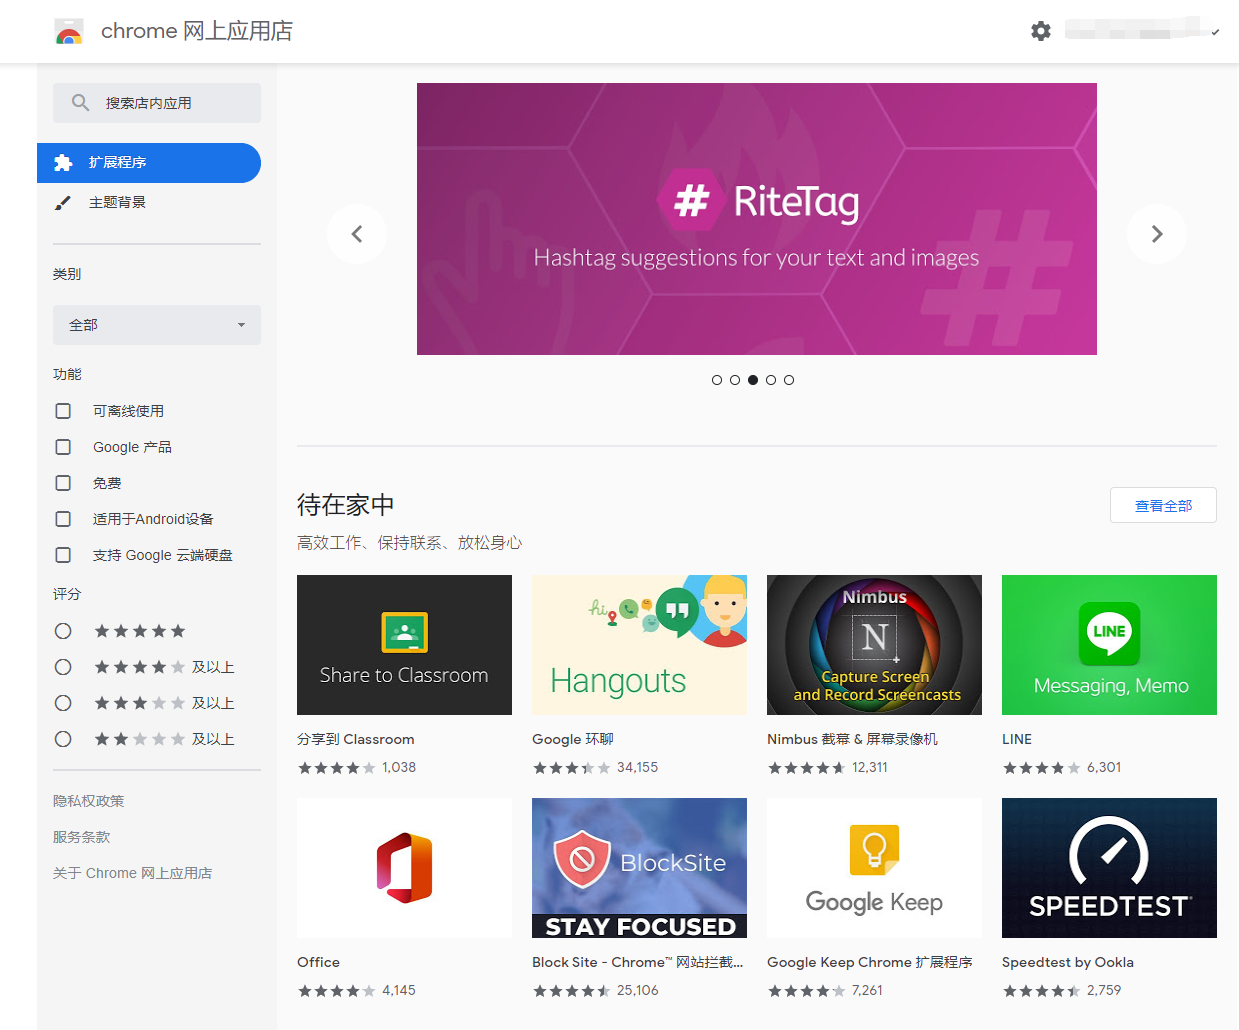 chrome 网上应用店
搜索店内应用
扩展程序
主题背景
类别
全部
功能
可离线使用
Google 产品
免费
适用于Android设备
支持 Google 云端硬盘
评分
及以上
及以上
及以上
隐私权政策
服务条款
关于 Chrome 网上应用店
# RiteTag
Hashtag suggestions for your text and images
#
待在家中
查看全部
高效工作、保持联系、放松身心
Share to Classroom
分享到 Classroom
1,038
hi
Hangouts
Google 环聊
34,155
Nimbus
N
Capture Screen
and Record Screencasts
Nimbus 截幕 & 屏幕录像机
12,311
LINE
Messaging, Memo
LINE
6,301
Office
4,145
BlockSite
STAY FOCUSED
Block Site - Chrome™ 网站拦截...
25,106
Google Keep
Google Keep Chrome 扩展程序
7,261
SPEEDTEST
Speedtest by Ookla
2,759